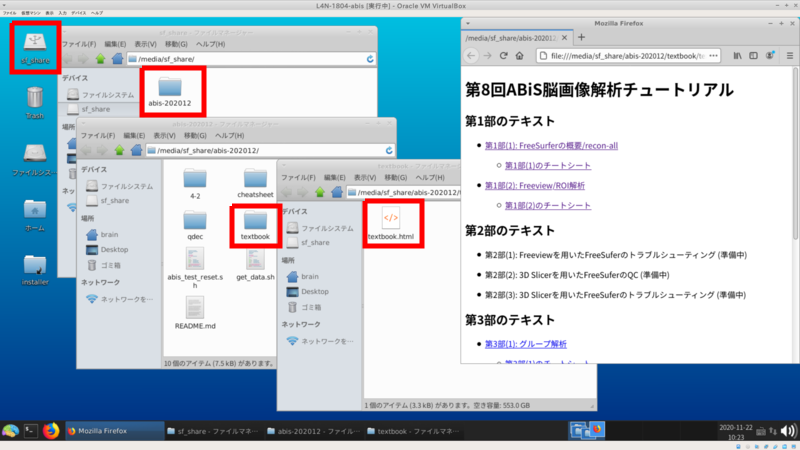 L4N-1804-abis [実行中] - Oracle VM VirtualBox
ファイル 仮想マシン 表示 入力 デバイス ヘルプ
sf_share
Trash
ファイルシス…
ホーム
installer
sf_share - ファイルマネージャー
ファイル(F) 編集(E) 表示(V) 移動(G) ヘルプ(H)
/media/sf_share/
デバイス
ファイルシステム
sf_share
場所
abis-202012
abis-202012 - ファイルマネージャー
ファイル(F) 編集(E) 表示(V) 移動(G) ヘルプ(H)
/media/sf_share/abis-202012/
デバイス
ファイルシステム
sf_share
場所
brain
Desktop
ゴミ箱
ネットワーク
ネットワークを…
4-2
cheatsheet
qdec
textbook
abis_test_reset.sh
get_data.sh
README.md
10 個のアイテム (7.5 kB) があります。
textbook - ファイルマネージャー
ファイル(F) 編集(E) 表示(V) 移動(G) ヘルプ(H)
/media/sf_share/abis-202012/
デバイス
ファイルシステム
sf_share
場所
brain
Desktop
ゴミ箱
ネットワーク
ネットワークを…
textbook.html
1 個のアイテム (3.3 kB) があります。空き容量: 553.0 GB
Mozilla Firefox
/media/sf_share/abis-20201
file:///media/sf_share/abis-202012/textbook/te
第8回ABiS脳画像解析チュートリアル
第1部のテキスト
第1部(1): FreeSurferの概要/recon-all
第1部(1)のチートシート
第1部(2): Freeview/ROI解析
第1部(2)のチートシート
第2部のテキスト
第2部(1): Freeviewを用いたFreeSuferのトラブルシューティング (準備中)
第2部(2): 3D Slicerを用いたFreeSuferのQC (準備中)
第2部(3): 3D Slicerを用いたFreeSuferのトラブルシューティング (準備中)
第3部のテキスト
第3部(1): グループ解析
第3部(1)のチートシート
Mozilla Firefox
sf_share - ファイルマネ…
abis-202012 - ファイル…
textbook - ファイルマネ…
2020-11-22
10:23